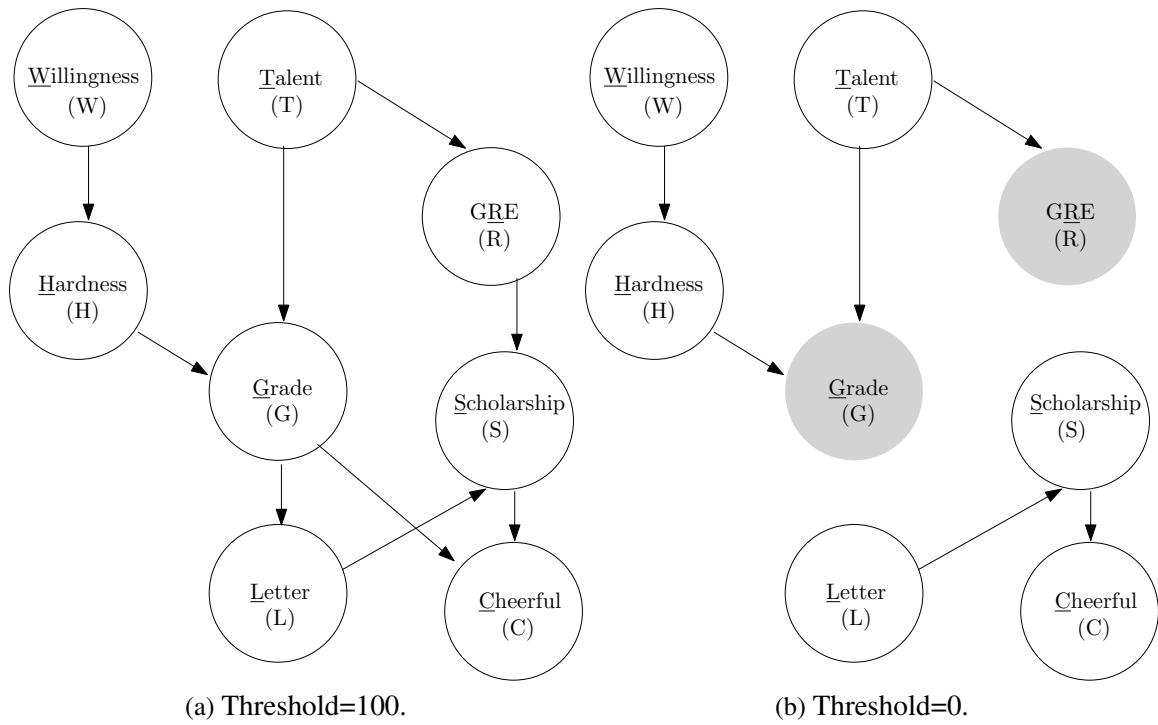 Willingness
(W)
Talent
(T)
GRE
(R)
Hardness
(H)
Grade
(G)
Scholarship
(S)
Letter
(L)
Cheerful
(C)
(a) Threshold=100.
Willingness
(W)
Talent
(T)
GRE
(R)
Hardness
(H)
Grade
(G)
Scholarship
(S)
Letter
(L)
Cheerful
(C)
(b) Threshold=0.